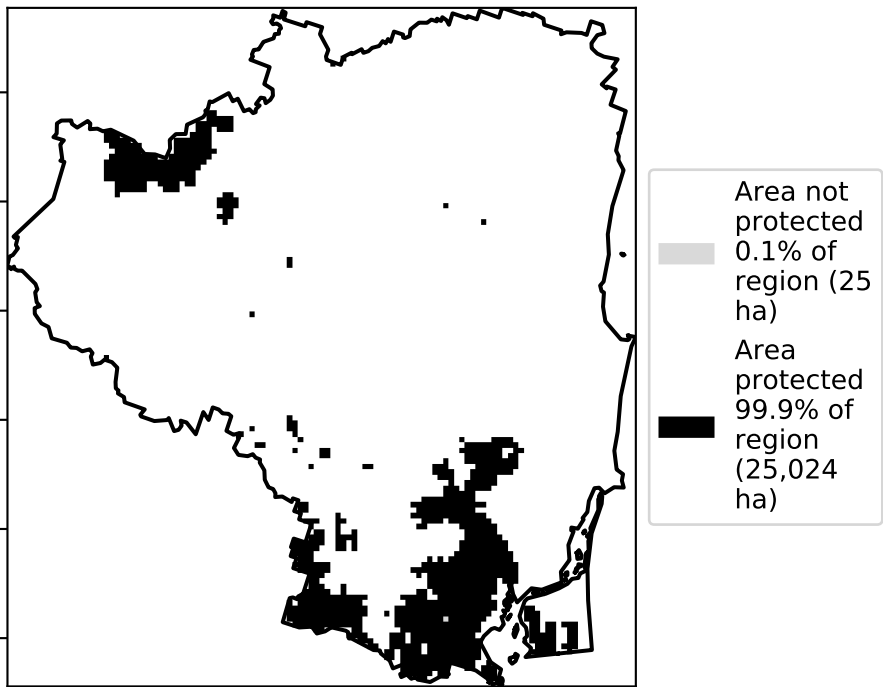 Area not
protected
0.1% of
region (25
ha)
Area
protected
99.9% of
region
(25,024
ha)